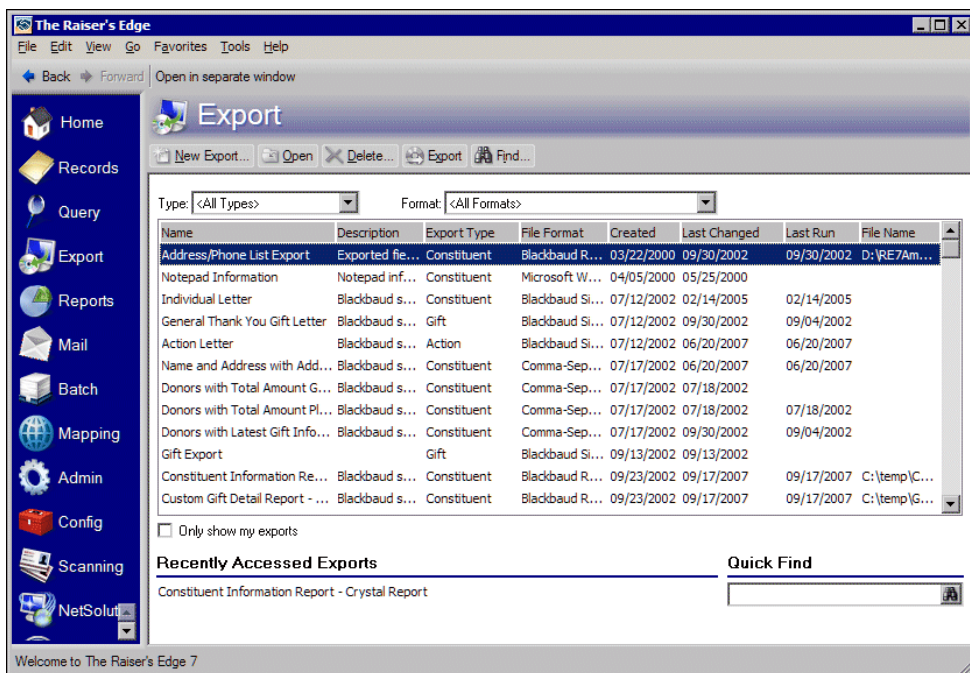 The Raiser's Edge
File Edit View Go Favorites Tools Help
Back Forward Open in separate window
Home
Records
Query
Export
Reports
Mail
Batch
Mapping
Admin
Config
Scanning
NetSolut
Export
New Export... Open Delete... Export Find...
Type: <All Types> Format: <All Formats>
Name Description Export Type File Format Created Last Changed Last Run File Name
Address/Phone List Export Exported fie... Constituent Blackbaud R... 03/22/2000 09/30/2002 09/30/2002 D:\RE7Am...
Notepad Information Notepad inf... Constituent Microsoft W... 04/05/2000 05/25/2000
Individual Letter Blackbaud s... Constituent Blackbaud Si... 07/12/2002 02/14/2005 02/14/2005
General Thank You Gift Letter Blackbaud s... Gift Blackbaud Si... 07/12/2002 09/30/2002 09/04/2002
Action Letter Blackbaud s... Action Blackbaud Si... 07/12/2002 06/20/2007 06/20/2007
Name and Address with Add... Blackbaud s... Constituent Comma-Sep... 07/17/2002 06/20/2007 06/20/2007
Donors with Total Amount G... Blackbaud s... Constituent Comma-Sep... 07/17/2002 07/18/2002
Donors with Total Amount Pl... Blackbaud s... Constituent Comma-Sep... 07/17/2002 07/18/2002 07/18/2002
Donors with Latest Gift Info... Blackbaud s... Constituent Comma-Sep... 07/17/2002 09/30/2002 09/04/2002
Gift Export Gift Blackbaud Si... 09/13/2002 09/13/2002
Constituent Information Re... Blackbaud s... Constituent Blackbaud R... 09/23/2002 09/17/2007 09/17/2007 C:\temp\C...
Custom Gift Detail Report - ... Blackbaud s... Constituent Blackbaud R... 09/23/2002 09/17/2007 09/17/2007 C:\temp\G...
Only show my exports
Recently Accessed Exports Quick Find
Constituent Information Report - Crystal Report
Welcome to The Raiser's Edge 7